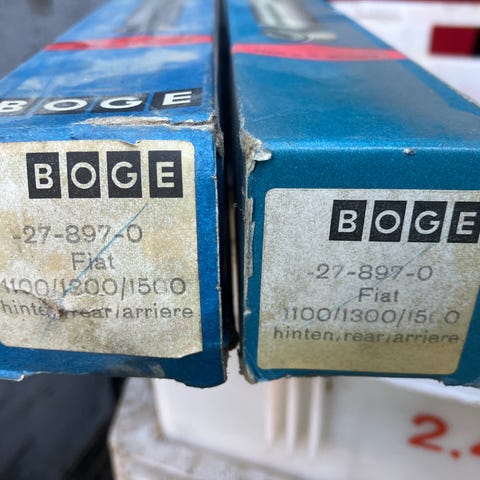 BOGE
BOGE
-27-897-0
Fiat
1100/1300/1500
hinten/rear/arriere
BOGE
-27-897-0
Fiat
1100/1300/1500
hinten/rear/arriere
2,